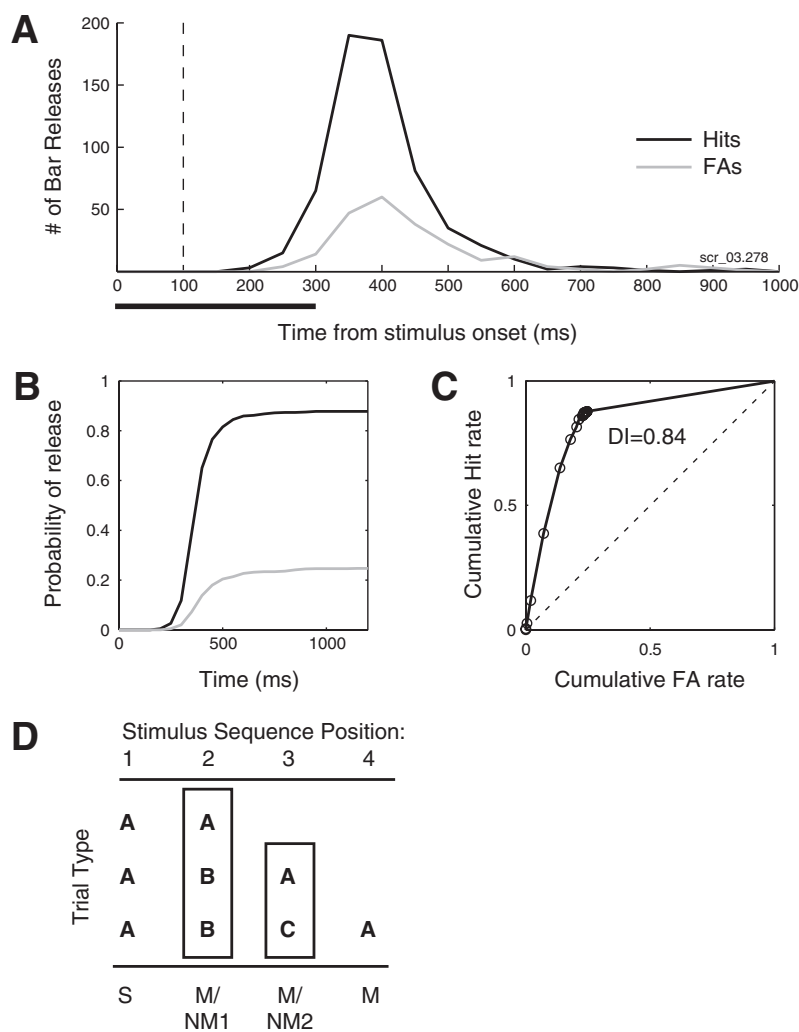 A
200
150
100
50
# of Bar Releases
Hits
FAs
scr_03.278
0 100 200 300 400 500 600 700 800 900 1000
Time from stimulus onset (ms)
B
1
0.8
0.6
0.4
0.2
0
Probability of release
0 500 1000
Time (ms)
C
1
0.5
0
Cumulative Hit rate
DI=0.84
0 0.5 1
Cumulative FA rate
D
Stimulus Sequence Position:
1 2 3 4
Trial Type
A A
A B A
A B C A
S M/ M/ M
NM1 NM2